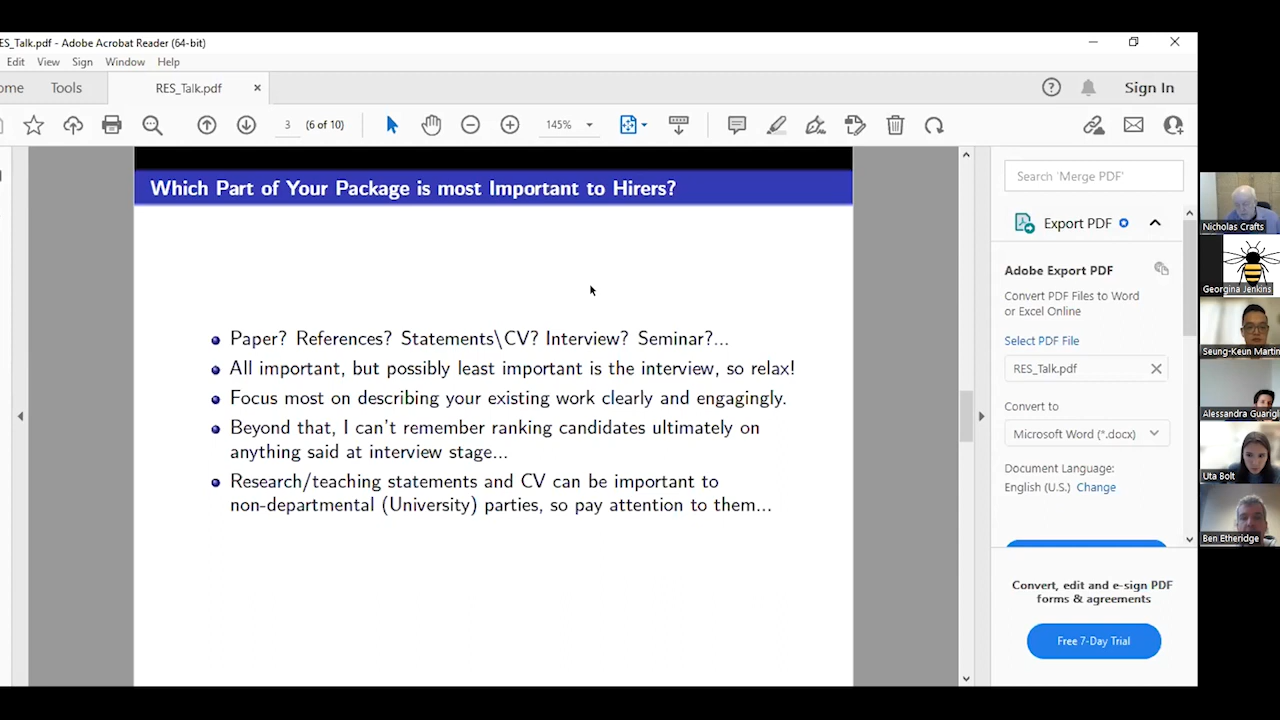 ES_Talk.pdf - Adobe Acrobat Reader (64-bit)
Edit View Sign Window Help
ome Tools RES_Talk.pdf × Sign In
3 (6 of 10) 145%
Which Part of Your Package is most Important to Hirers?
Paper? References? Statements\CV? Interview? Seminar?...
All important, but possibly least important is the interview, so relax!
Focus most on describing your existing work clearly and engagingly.
Beyond that, I can't remember ranking candidates ultimately on
anything said at interview stage...
Research/teaching statements and CV can be important to
non-departmental (University) parties, so pay attention to them...
Search 'Merge PDF'
Export PDF
Adobe Export PDF
Convert PDF Files to Word
or Excel Online
Select PDF File
RES_Talk.pdf
Convert to
Microsoft Word (*.docx)
Document Language:
English (U.S.) Change
Convert, edit and e-sign PDF
forms & agreements
Free 7-Day Trial
Nicholas Crafts
Georgina Jenkins
Seung-Keun Martin
Alessandra Guarigl
Uta Bolt
Ben Etheridge